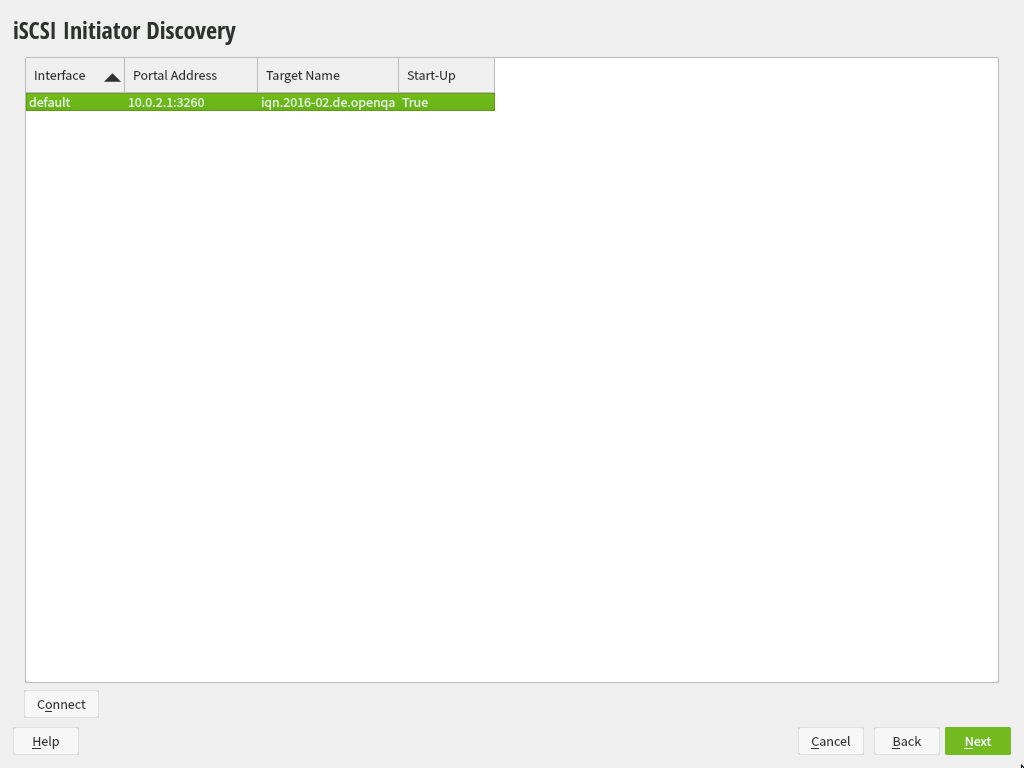 iSCSI Initiator Discovery
Interface Portal Address Target Name Start-Up
default 10.0.2.1:3260 iqn.2016-02.de.openqa True
Connect
Help Cancel Back Next